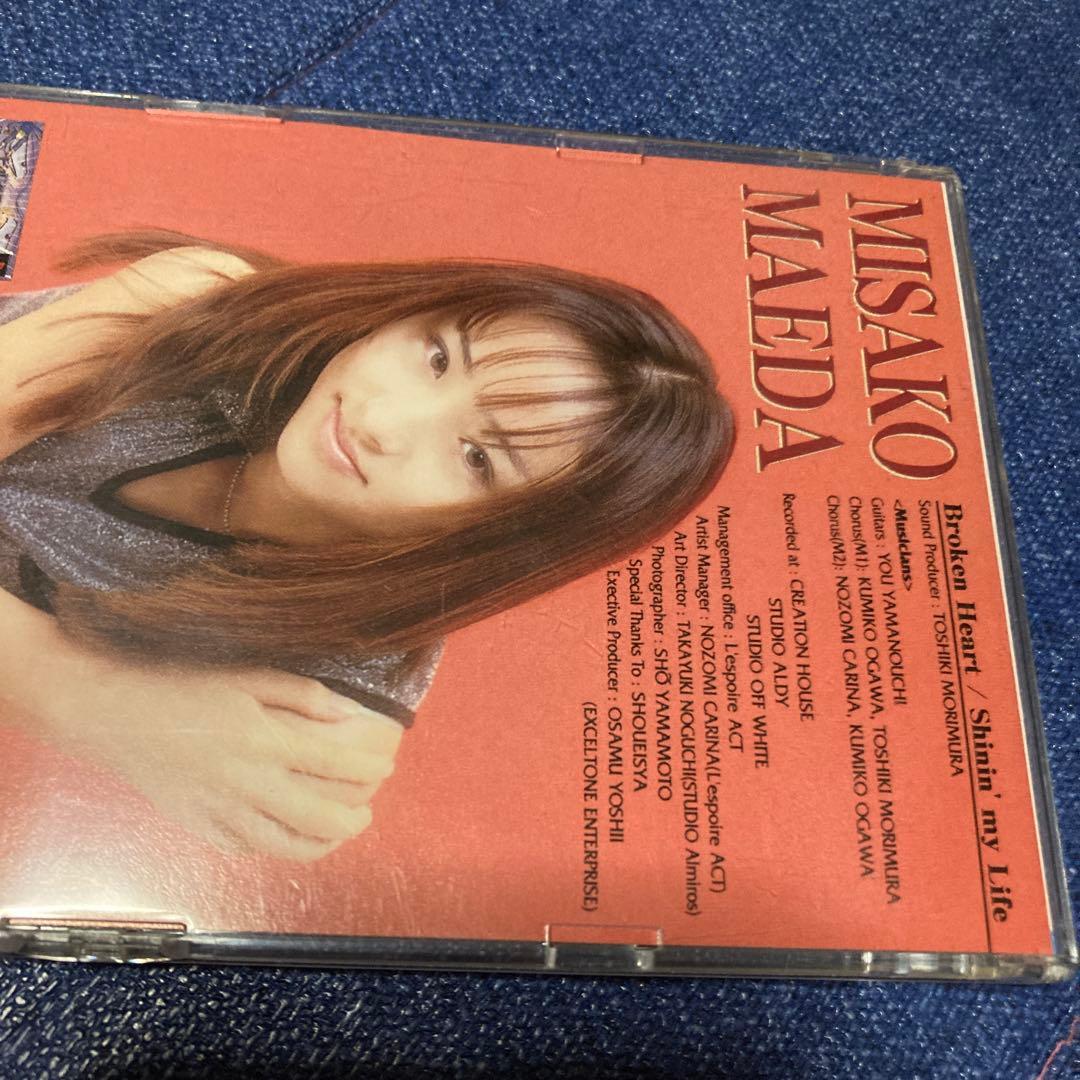 MISAKO
MAEDA
Broken Heart / Shinin' my Life
Sound Producer : TOSHIKI MORIMURA
<Musicians>
Guitars : YOU YAMANOUCHI
Chorus(M1): KUMIKO OGAWA, TOSHIKI MORIMURA
Chorus(M2): NOZOMI CARINA, KUMIKO OGAWA
Recorded at : CREATION HOUSE
STUDIO ALDY
STUDIO OFF WHITE
Management office : L'espoire ACT
Artist Manager : NOZOMI CARINA(L'espoire ACT)
Art Director : TAKAYUKI NOGUCHI(STUDIO Almiros)
Photographer : SHŌ YAMAMOTO
Special Thanks To : SHOUEISYA
Exective Producer : OSAMU YOSHII
(EXCELTONE ENTERPRISE)